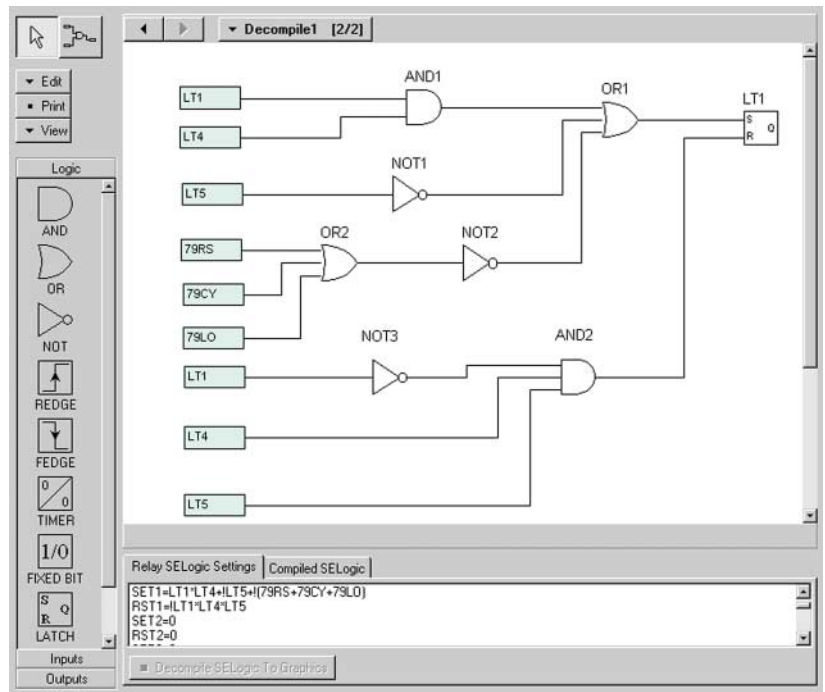 Decompile1 [2/2]
Edit
Print
View
Logic
AND
OR
NOT
REDGE
FEDGE
0
0
TIMER
1/0
FIXED BIT
S Q
R
LATCH
Inputs
Outputs
AND1
OR1
LT1
LT1
S
Q
R
LT4
NOT1
LT5
OR2
NOT2
79RS
79CY
79LO
NOT3
AND2
LT1
LT4
LT5
Relay SELogic Settings
Compiled SELogic
SET1=LT1*LT4+!LT5+!(79RS+79CY+79LO)
RST1=!LT1*LT4*LT5
SET2=0
RST2=0
Decompile SELogic To Graphics